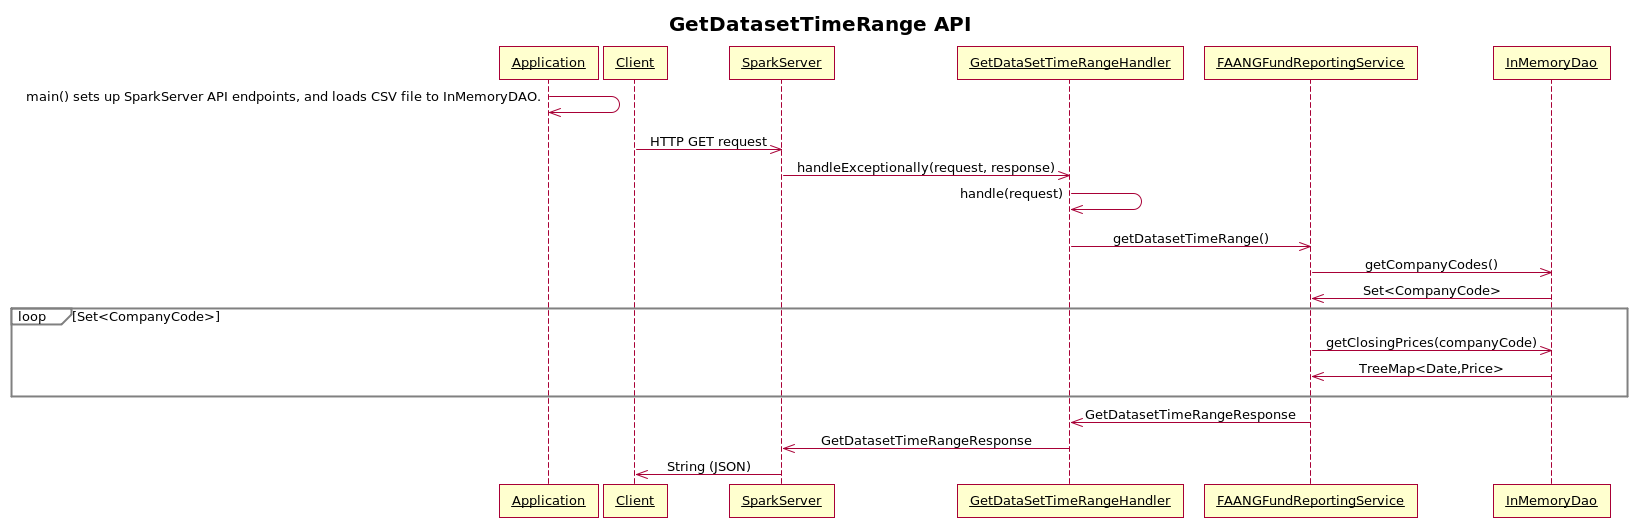 GetDatasetTimeRange API
Application Client SparkServer GetDataSetTimeRangeHandler FAANGFundReportingService InMemoryDao
main() sets up SparkServer API endpoints, and loads CSV file to InMemoryDAO.
HTTP GET request
handleExceptionally(request, response)
handle(request)
getDatasetTimeRange()
getCompanyCodes()
Set<CompanyCode>
loop [Set<CompanyCode>]
getClosingPrices(companyCode)
TreeMap<Date,Price>
GetDatasetTimeRangeResponse
GetDatasetTimeRangeResponse
String (JSON)
Application Client SparkServer GetDataSetTimeRangeHandler FAANGFundReportingService InMemoryDao